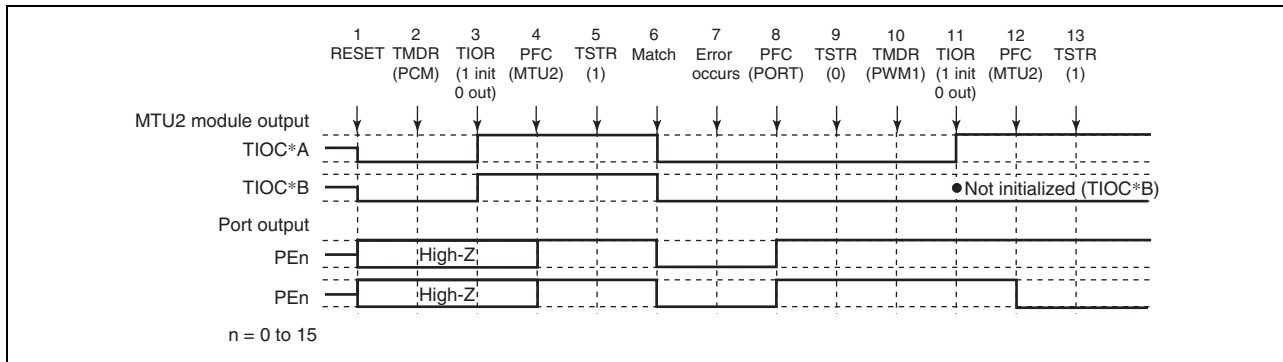 1 2 3 4 5 6 7 8 9 10 11 12 13
RESET TMDR TIOR PFC TSTR Match Error PFC TSTR TMDR TIOR PFC TSTR
(PCM) (1 init (MTU2) (1) occurs (PORT) (0) (PWM1) (1 init (MTU2) (1)
0 out) 0 out)
MTU2 module output
TIOC*A
TIOC*B
●Not initialized (TIOC*B)
Port output
PEn
High-Z
PEn
High-Z
n = 0 to 15